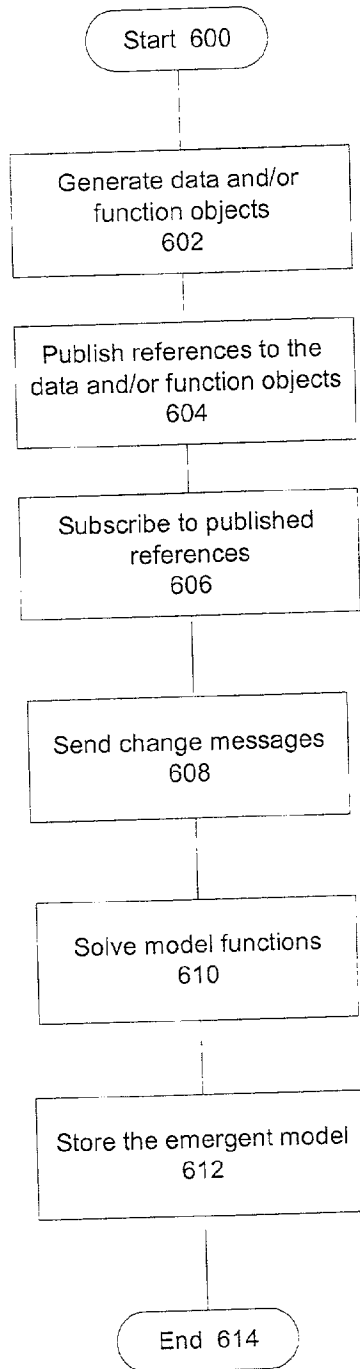 Start 600
Generate data and/or
function objects
602
Publish references to the
data and/or function objects
604
Subscribe to published
references
606
Send change messages
608
Solve model functions
610
Store the emergent model
612
End 614